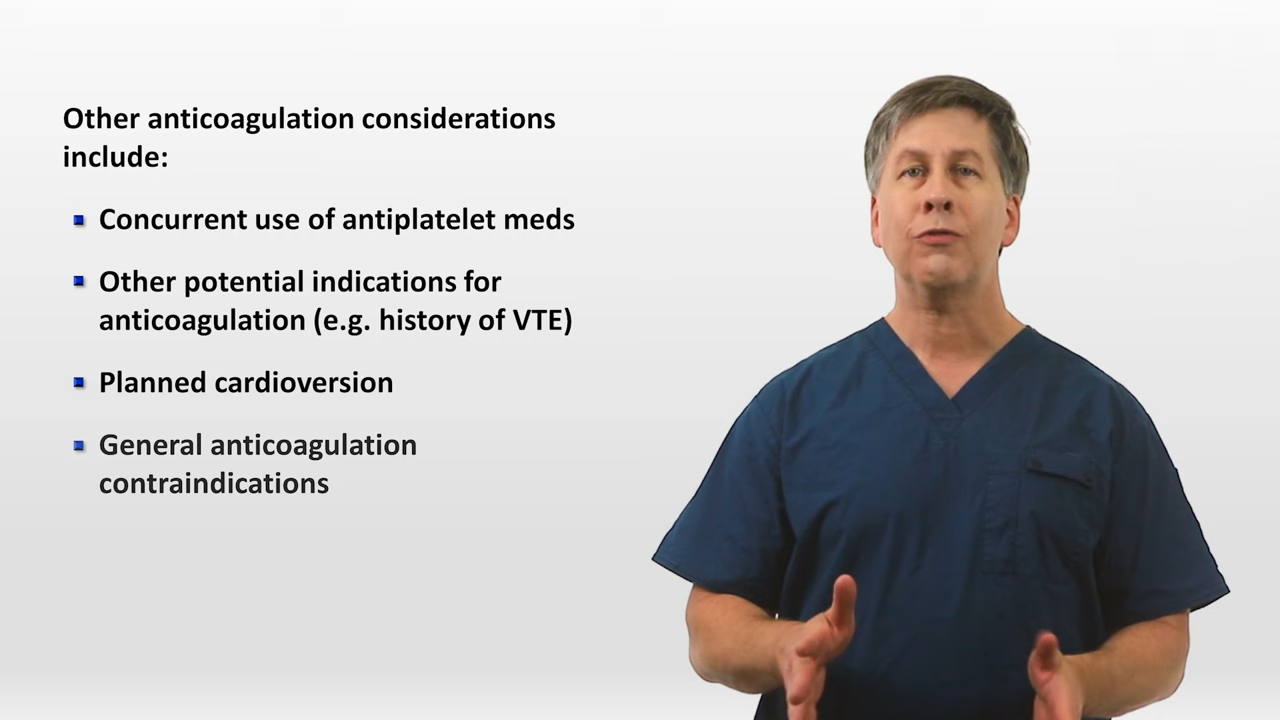 Other anticoagulation considerations
include:
Concurrent use of antiplatelet meds
Other potential indications for
anticoagulation (e.g. history of VTE)
Planned cardioversion
General anticoagulation
contraindications